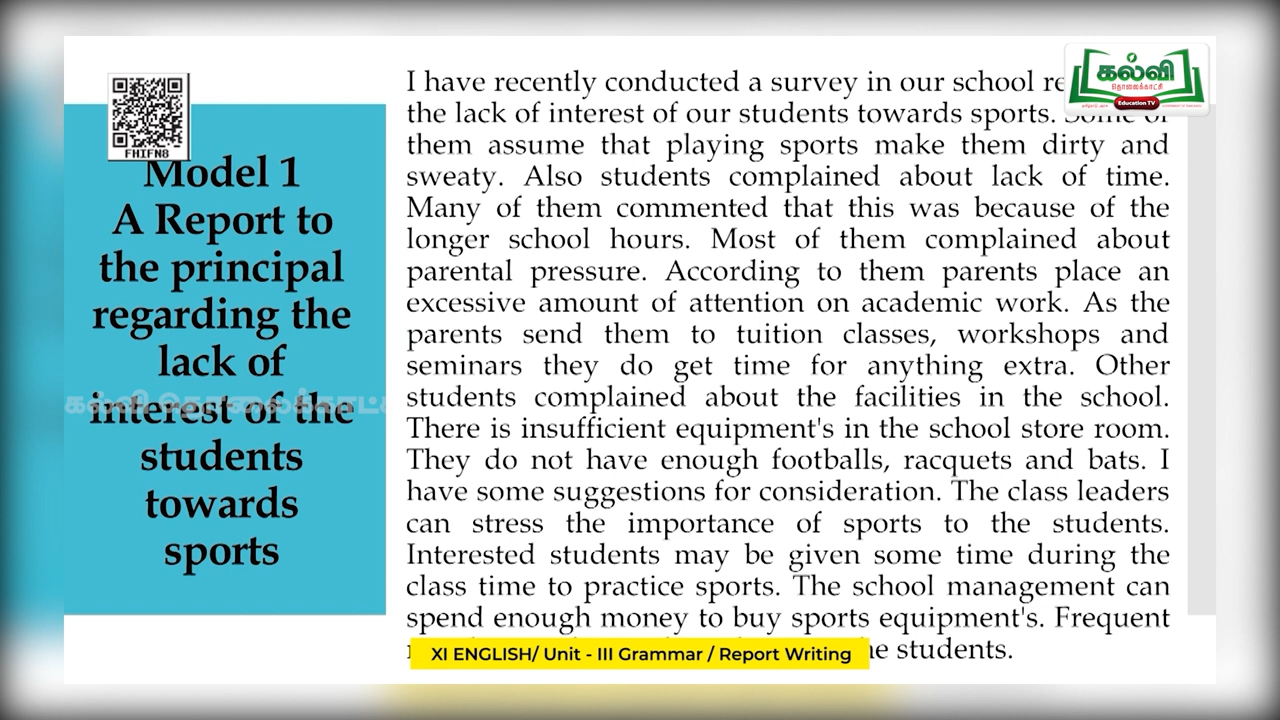 FHIFN8
Model 1
A Report to
the principal
regarding the
lack of
interest of the
students
towards
sports
கல்வி தொலைக்காட்சி
I have recently conducted a survey in our school
the lack of interest of our students towards sports. Some of
them assume that playing sports make them dirty and
sweaty. Also students complained about lack of time.
Many of them commented that this was because of the
longer school hours. Most of them complained about
parental pressure. According to them parents place an
excessive amount of attention on academic work. As the
parents send them to tuition classes, workshops and
seminars they do get time for anything extra. Other
students complained about the facilities in the school.
There is insufficient equipment's in the school store room.
They do not have enough footballs, racquets and bats. I
have some suggestions for consideration. The class leaders
can stress the importance of sports to the students.
Interested students may be given some time during the
class time to practice sports. The school management can
spend enough money to buy sports equipment's. Frequent
students.
கல்வி
தொலைக்காட்சி
Education TV
XI ENGLISH/ Unit - III Grammar / Report Writing